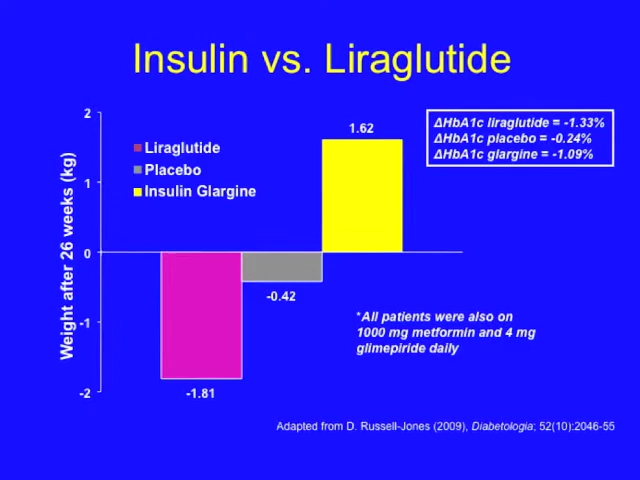 Insulin vs. Liraglutide
ΔHbA1c liraglutide = -1.33%
ΔHbA1c placebo = -0.24%
ΔHbA1c glargine = -1.09%
Weight after 26 weeks (kg)
2
1
0
-1
-2
Liraglutide
Placebo
Insulin Glargine
1.62
-0.42
-1.81
*All patients were also on
1000 mg metformin and 4 mg
glimepiride daily
Adapted from D. Russell-Jones (2009), Diabetologia; 52(10):2046-55